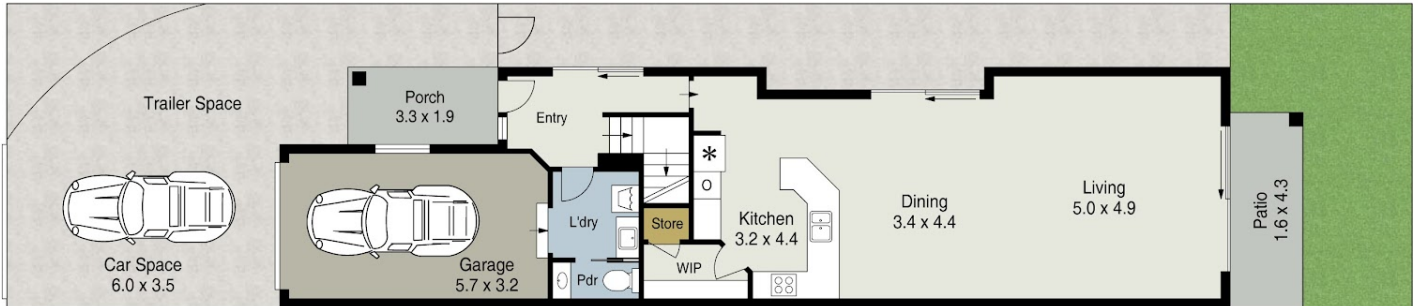 Trailer Space
Porch
3.3 x 1.9
Entry
Car Space
6.0 x 3.5
Garage
5.7 x 3.2
L'dry
Pdr
Store
WIP
O
*
Kitchen
3.2 x 4.4
Dining
3.4 x 4.4
Living
5.0 x 4.9
Patio
1.6 x 4.3